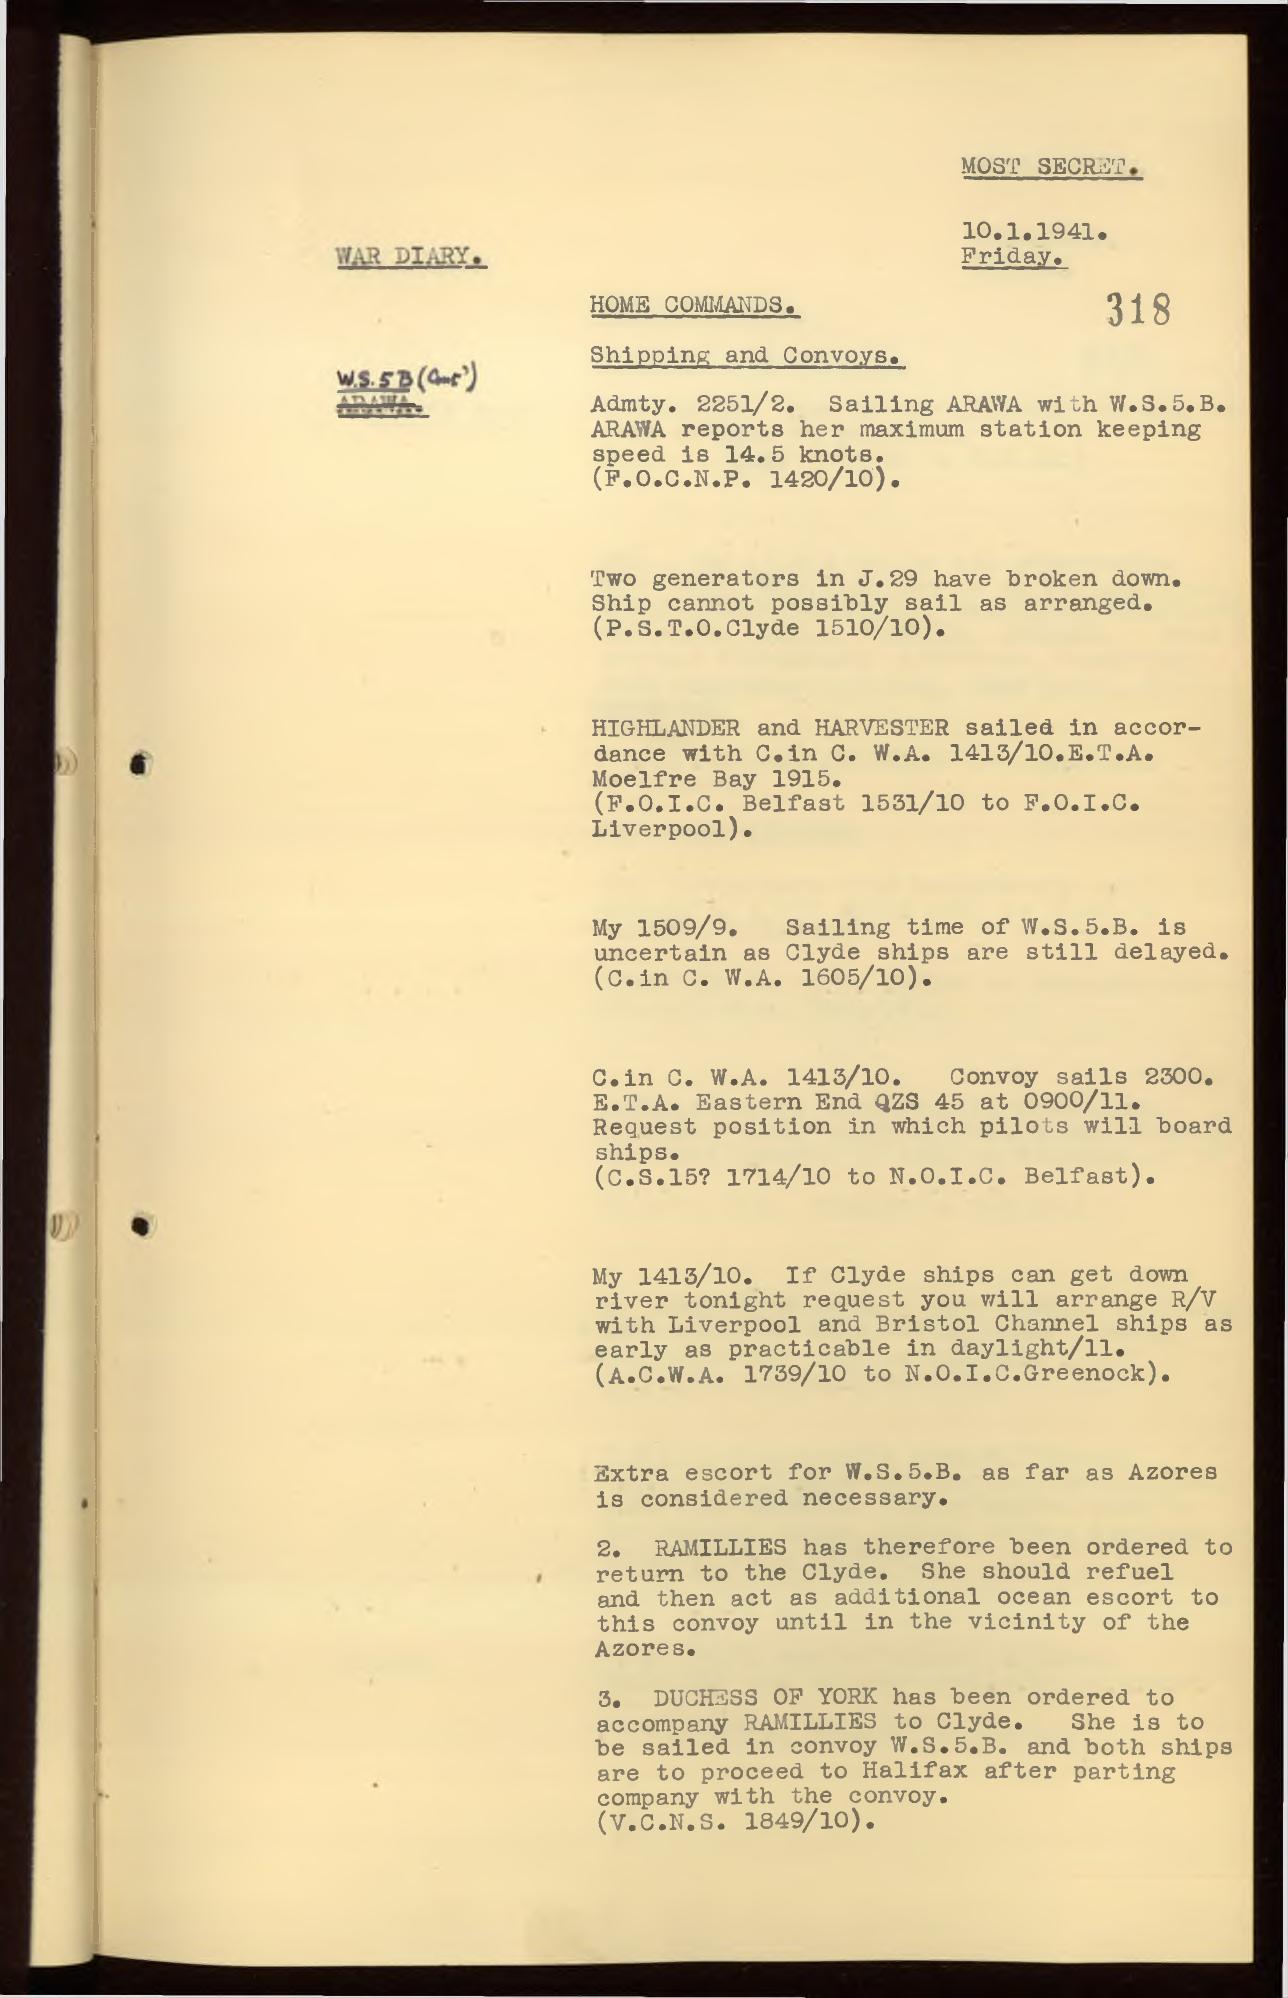 MOST SECRET.
10.1.1941.
Friday.
WAR DIARY.
HOME COMMANDS.
318
Shipping and Convoys.
W.S. 5 B (Cont')
ARAWA.
Admty. 2251/2. Sailing ARAWA with W.S.5.B.
ARAWA reports her maximum station keeping
speed is 14.5 knots.
(F.O.C.N.P. 1420/10).
Two generators in J.29 have broken down.
Ship cannot possibly sail as arranged.
(P.S.T.O.Clyde 1510/10).
HIGHLANDER and HARVESTER sailed in accor-
dance with C.in C. W.A. 1413/10.E.T.A.
Moelfre Bay 1915.
(F.O.I.C. Belfast 1531/10 to F.O.I.C.
Liverpool).
My 1509/9. Sailing time of W.S.5.B. is
uncertain as Clyde ships are still delayed.
(C.in C. W.A. 1605/10).
C.in C. W.A. 1413/10. Convoy sails 2300.
E.T.A. Eastern End QZS 45 at 0900/11.
Request position in which pilots will board
ships.
(C.S.15? 1714/10 to N.O.I.C. Belfast).
My 1413/10. If Clyde ships can get down
river tonight request you will arrange R/V
with Liverpool and Bristol Channel ships as
early as practicable in daylight/11.
(A.C.W.A. 1739/10 to N.O.I.C.Greenock).
Extra escort for W.S.5.B. as far as Azores
is considered necessary.
2. RAMILLIES has therefore been ordered to
return to the Clyde. She should refuel
and then act as additional ocean escort to
this convoy until in the vicinity of the
Azores.
3. DUCHESS OF YORK has been ordered to
accompany RAMILLIES to Clyde. She is to
be sailed in convoy W.S.5.B. and both ships
are to proceed to Halifax after parting
company with the convoy.
(V.C.N.S. 1849/10).